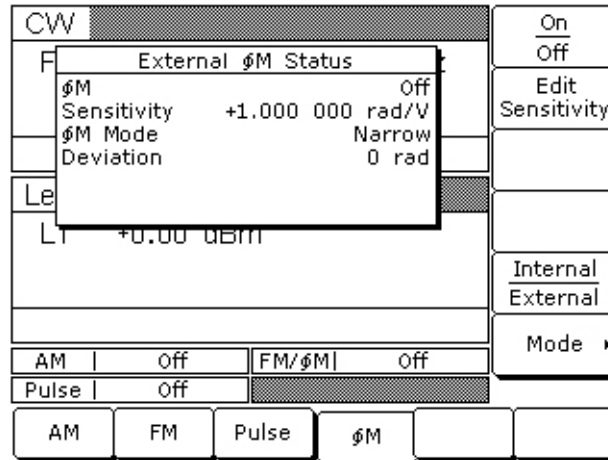 CW
F
External ϕM Status
ϕM Off
Sensitivity +1.000 000 rad/V
ϕM Mode Narrow
Deviation 0 rad
Le
L1 +0.00 dBm
AM | Off FM/ϕM| Off
Pulse | Off
AM FM Pulse ϕM
On
Off
Edit
Sensitivity
Internal
External
Mode